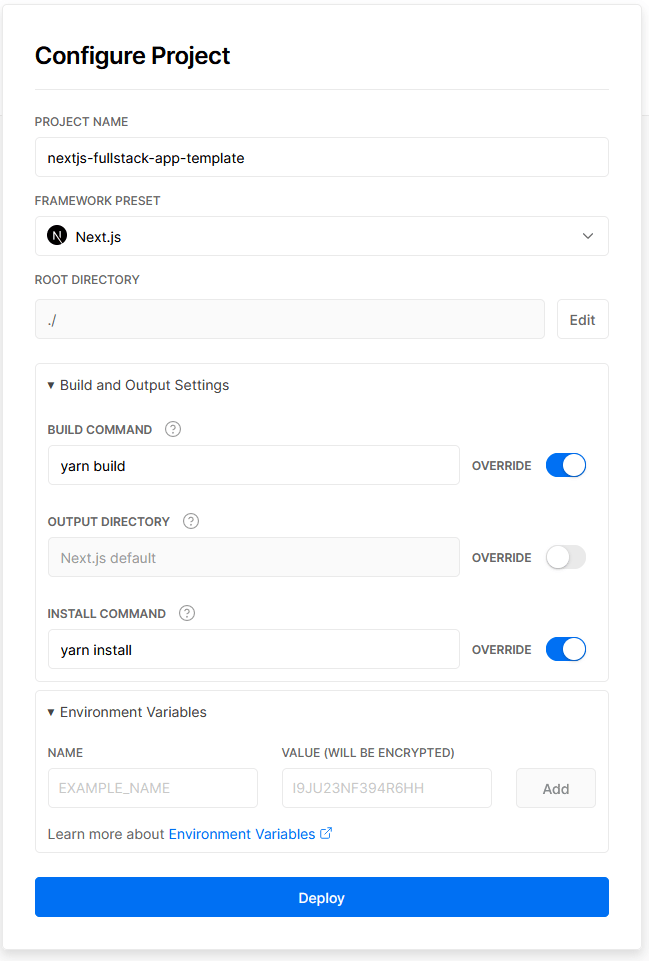 Configure Project
PROJECT NAME
nextjs-fullstack-app-template
FRAMEWORK PRESET
N Next.js
ROOT DIRECTORY
./
Edit
▾ Build and Output Settings
BUILD COMMAND ?
yarn build
OVERRIDE
OUTPUT DIRECTORY ?
Next.js default
OVERRIDE
INSTALL COMMAND ?
yarn install
OVERRIDE
▾ Environment Variables
NAME
VALUE (WILL BE ENCRYPTED)
EXAMPLE_NAME
I9JU23NF394R6HH
Add
Learn more about Environment Variables
Deploy